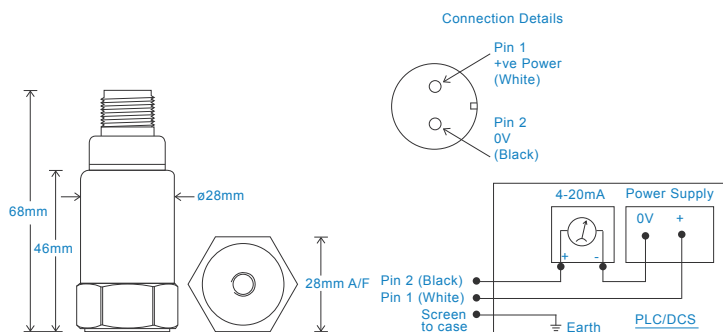 Connection Details
Pin 1
+ve Power
(White)
Pin 2
0V
(Black)
ø28mm
68mm
46mm
28mm A/F
4-20mA
Power Supply
0V +
+ -
Pin 2 (Black)
Pin 1 (White)
Screen
to case
Earth
PLC/DCS